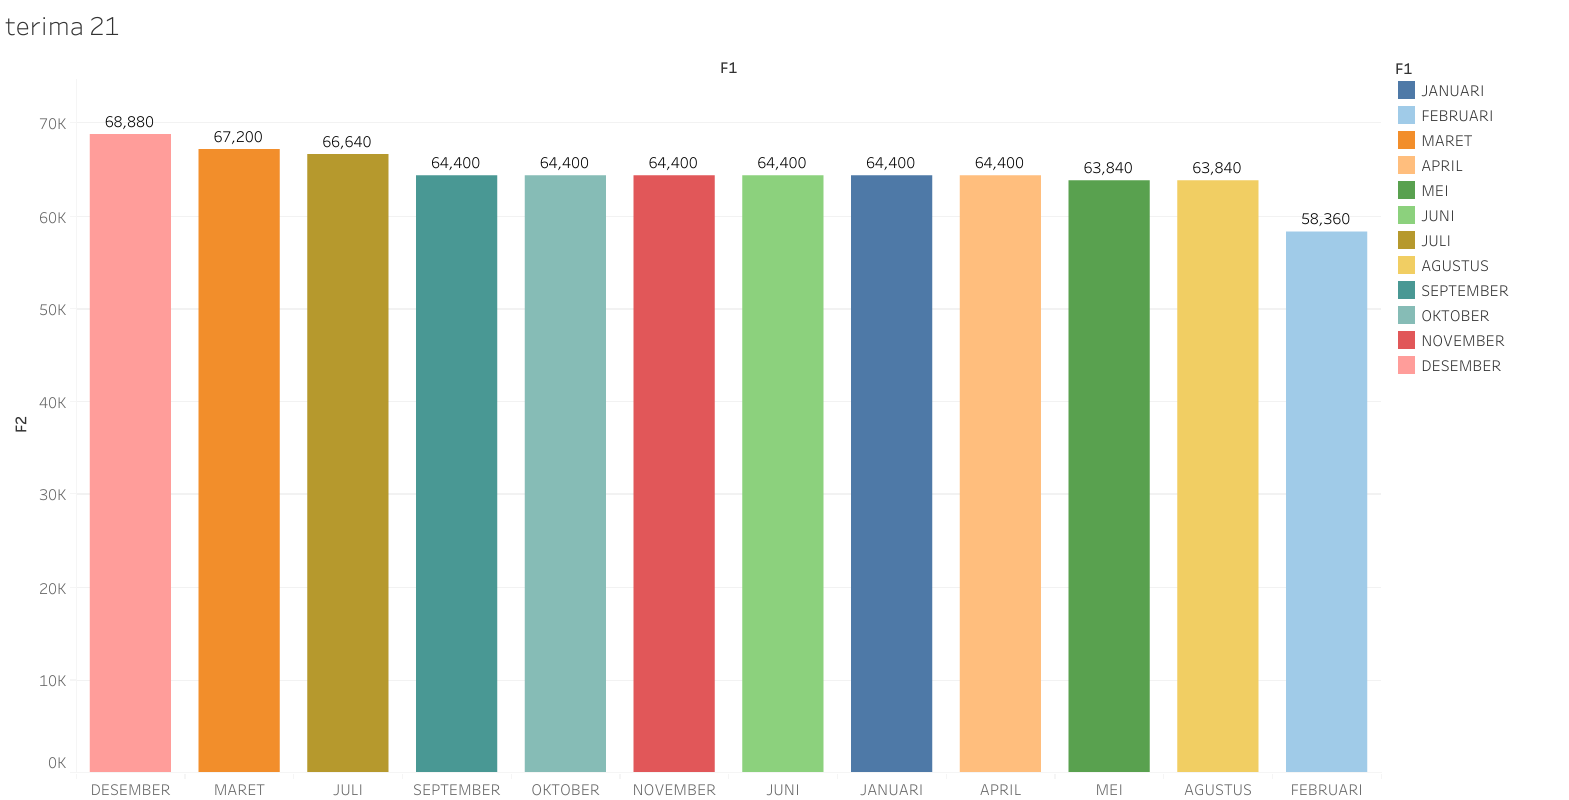 terima 21
F1
68,880
67,200
66,640
64,400
64,400
64,400
64,400
64,400
64,400
63,840
63,840
58,360
70K
60K
50K
40K
30K
20K
10K
0K
F2
DESEMBER
MARET
JULI
SEPTEMBER
OKTOBER
NOVEMBER
JUNI
JANUARI
APRIL
MEI
AGUSTUS
FEBRUARI
F1
JANUARI
FEBRUARI
MARET
APRIL
MEI
JUNI
JULI
AGUSTUS
SEPTEMBER
OKTOBER
NOVEMBER
DESEMBER